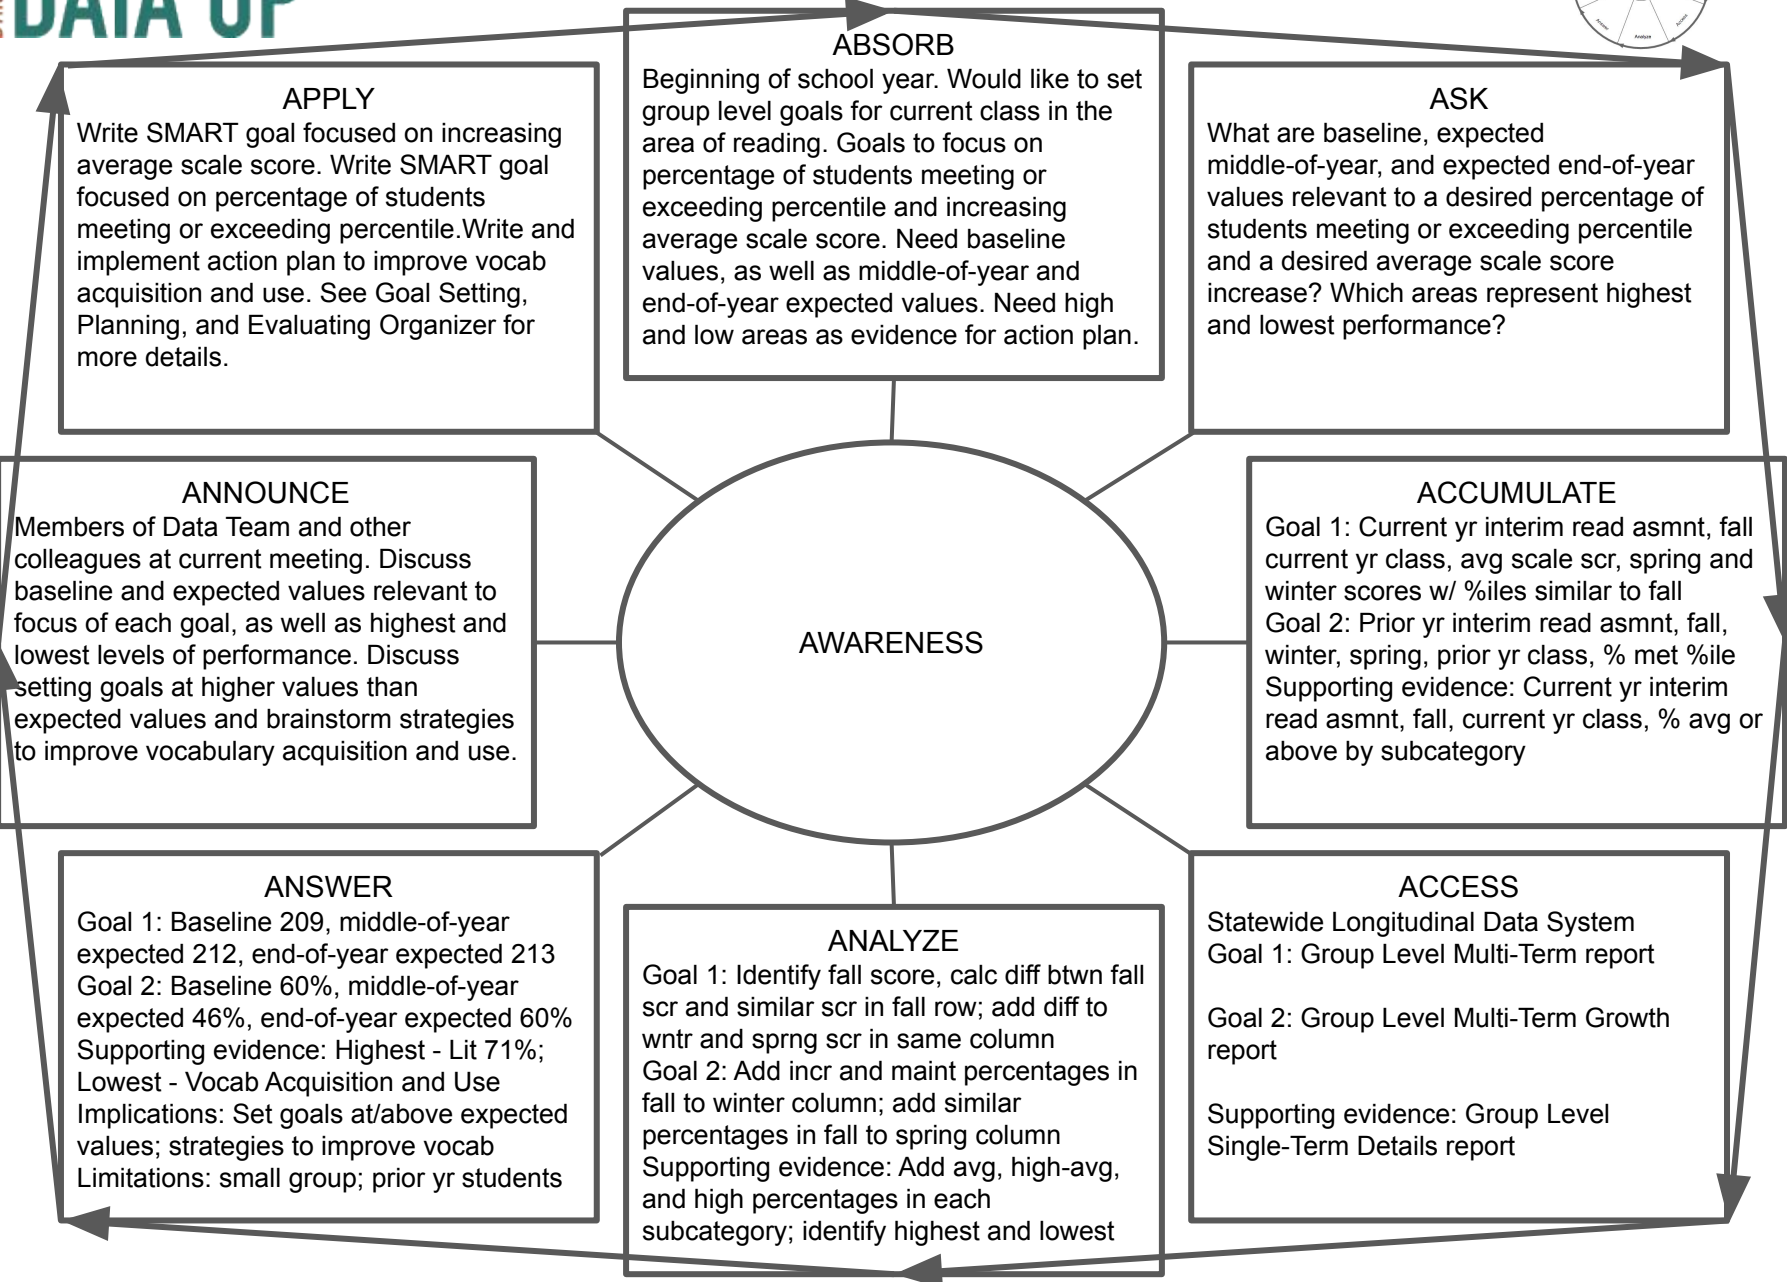 DATA UP
ABSORB
Beginning of school year. Would like to set
group level goals for current class in the
area of reading. Goals to focus on
percentage of students meeting or
exceeding percentile and increasing
average scale score. Need baseline
values, as well as middle-of-year and
end-of-year expected values. Need high
and low areas as evidence for action plan.
ASK
What are baseline, expected
middle-of-year, and expected end-of-year
values relevant to a desired percentage of
students meeting or exceeding percentile
and a desired average scale score
increase? Which areas represent highest
and lowest performance?
ACCUMULATE
Goal 1: Current yr interim read asmnt, fall
current yr class, avg scale scr, spring and
winter scores w/ %iles similar to fall
Goal 2: Prior yr interim read asmnt, fall,
winter, spring, prior yr class, % met %ile
Supporting evidence: Current yr interim
read asmnt, fall, current yr class, % avg or
above by subcategory
ACCESS
Statewide Longitudinal Data System
Goal 1: Group Level Multi-Term report
Goal 2: Group Level Multi-Term Growth
report
Supporting evidence: Group Level
Single-Term Details report
ANALYZE
Goal 1: Identify fall score, calc diff btwn fall
scr and similar scr in fall row; add diff to
wntr and sprng scr in same column
Goal 2: Add incr and maint percentages in
fall to winter column; add similar
percentages in fall to spring column
Supporting evidence: Add avg, high-avg,
and high percentages in each
subcategory; identify highest and lowest
ANSWER
Goal 1: Baseline 209, middle-of-year
expected 212, end-of-year expected 213
Goal 2: Baseline 60%, middle-of-year
expected 46%, end-of-year expected 60%
Supporting evidence: Highest - Lit 71%;
Lowest - Vocab Acquisition and Use
Implications: Set goals at/above expected
values; strategies to improve vocab
Limitations: small group; prior yr students
ANNOUNCE
Members of Data Team and other
colleagues at current meeting. Discuss
baseline and expected values relevant to
focus of each goal, as well as highest and
lowest levels of performance. Discuss
setting goals at higher values than
expected values and brainstorm strategies
to improve vocabulary acquisition and use.
APPLY
Write SMART goal focused on increasing
average scale score. Write SMART goal
focused on percentage of students
meeting or exceeding percentile.Write and
implement action plan to improve vocab
acquisition and use. See Goal Setting,
Planning, and Evaluating Organizer for
more details.
AWARENESS
Answer
Analyze
Access